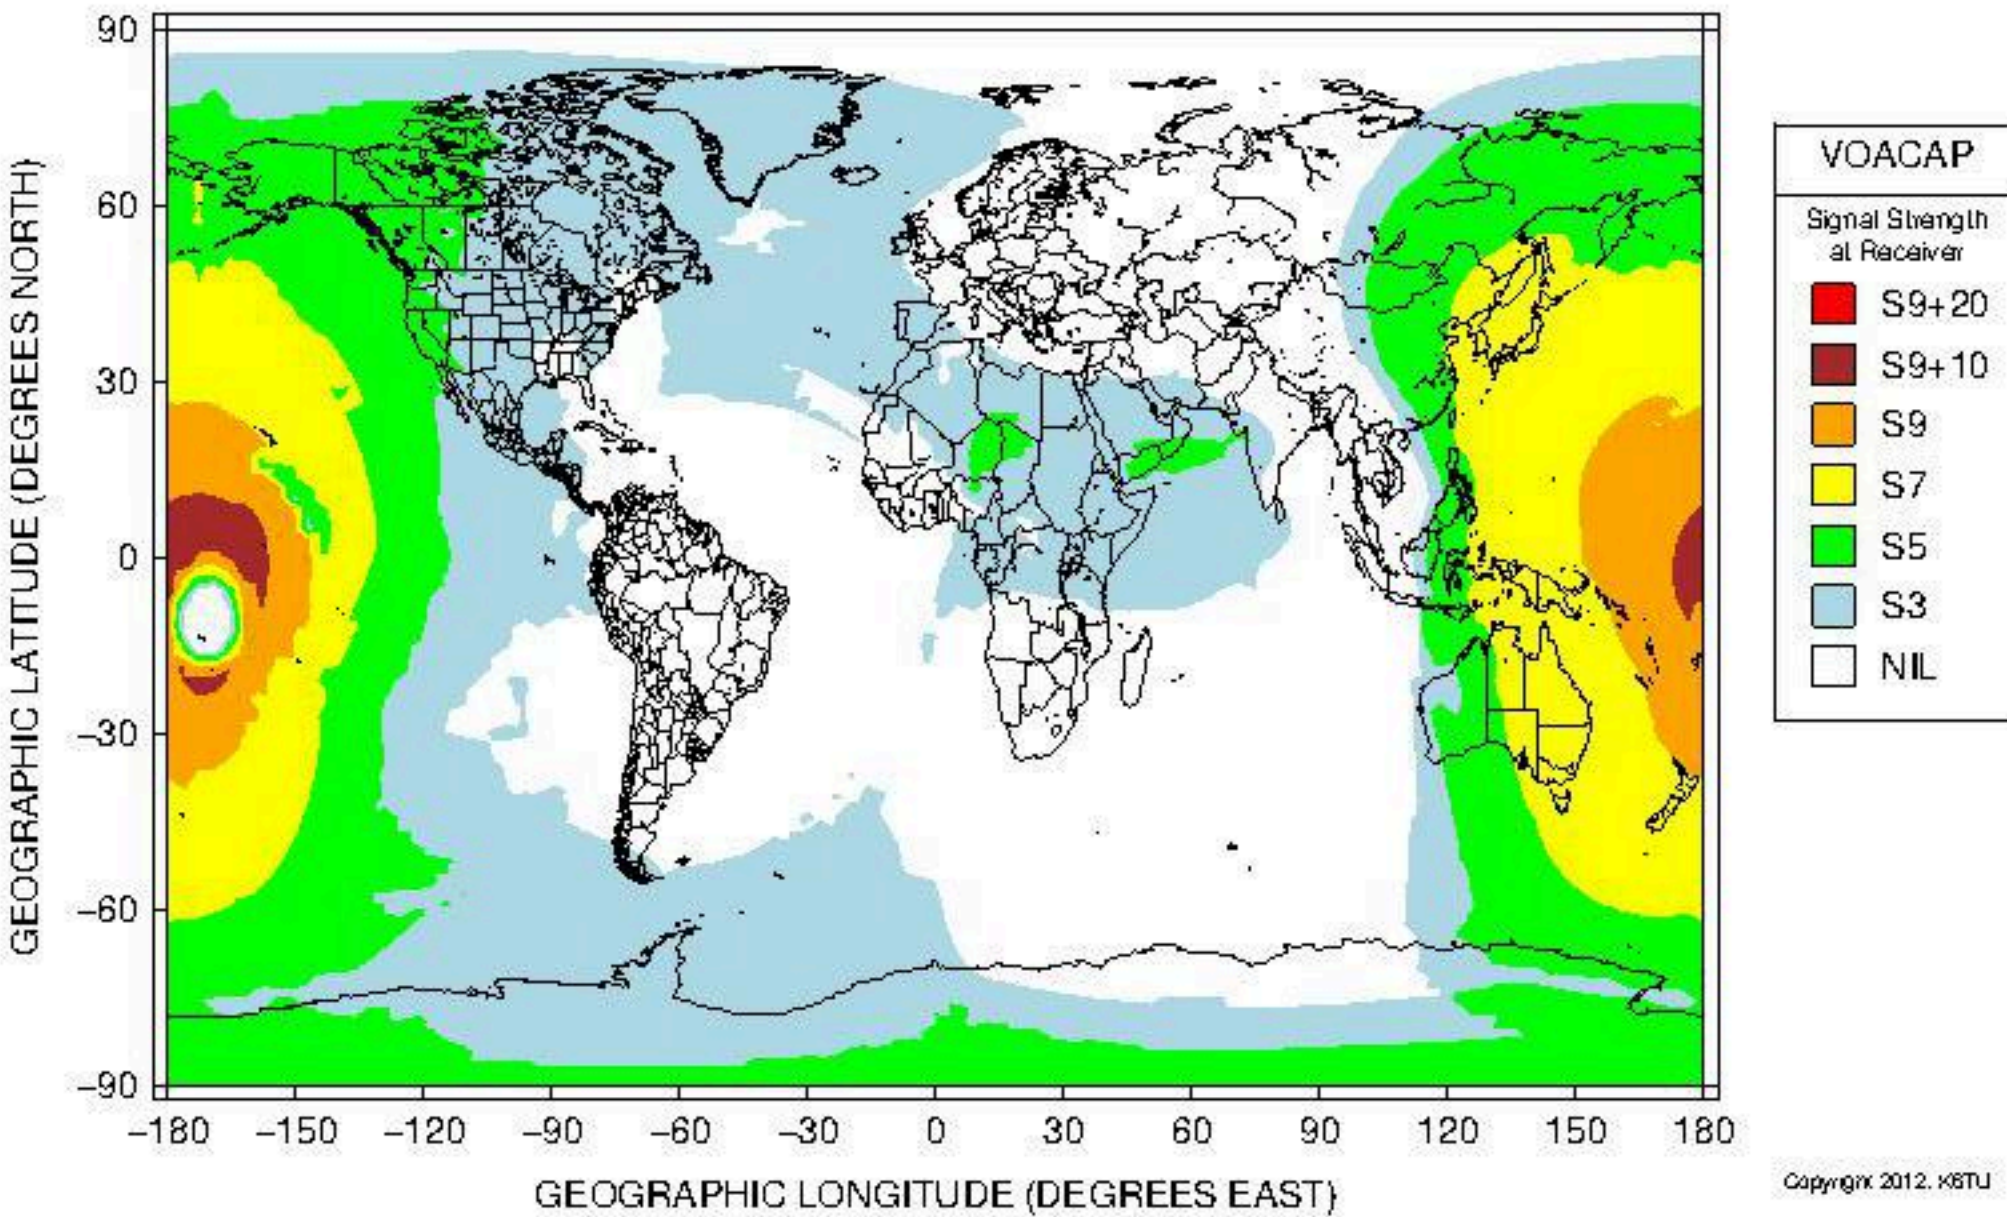 90
60
30
0
−30
−60
−90
GEOGRAPHIC LATITUDE (DEGREES NORTH)
−180 −150 −120 −90 −60 −30 0 30 60 90 120 150 180
GEOGRAPHIC LONGITUDE (DEGREES EAST)
VOACAP
Signal Strength
at Receiver
S9+20
S9+10
S9
S7
S5
S3
NIL
Copyright 2012. K6TU